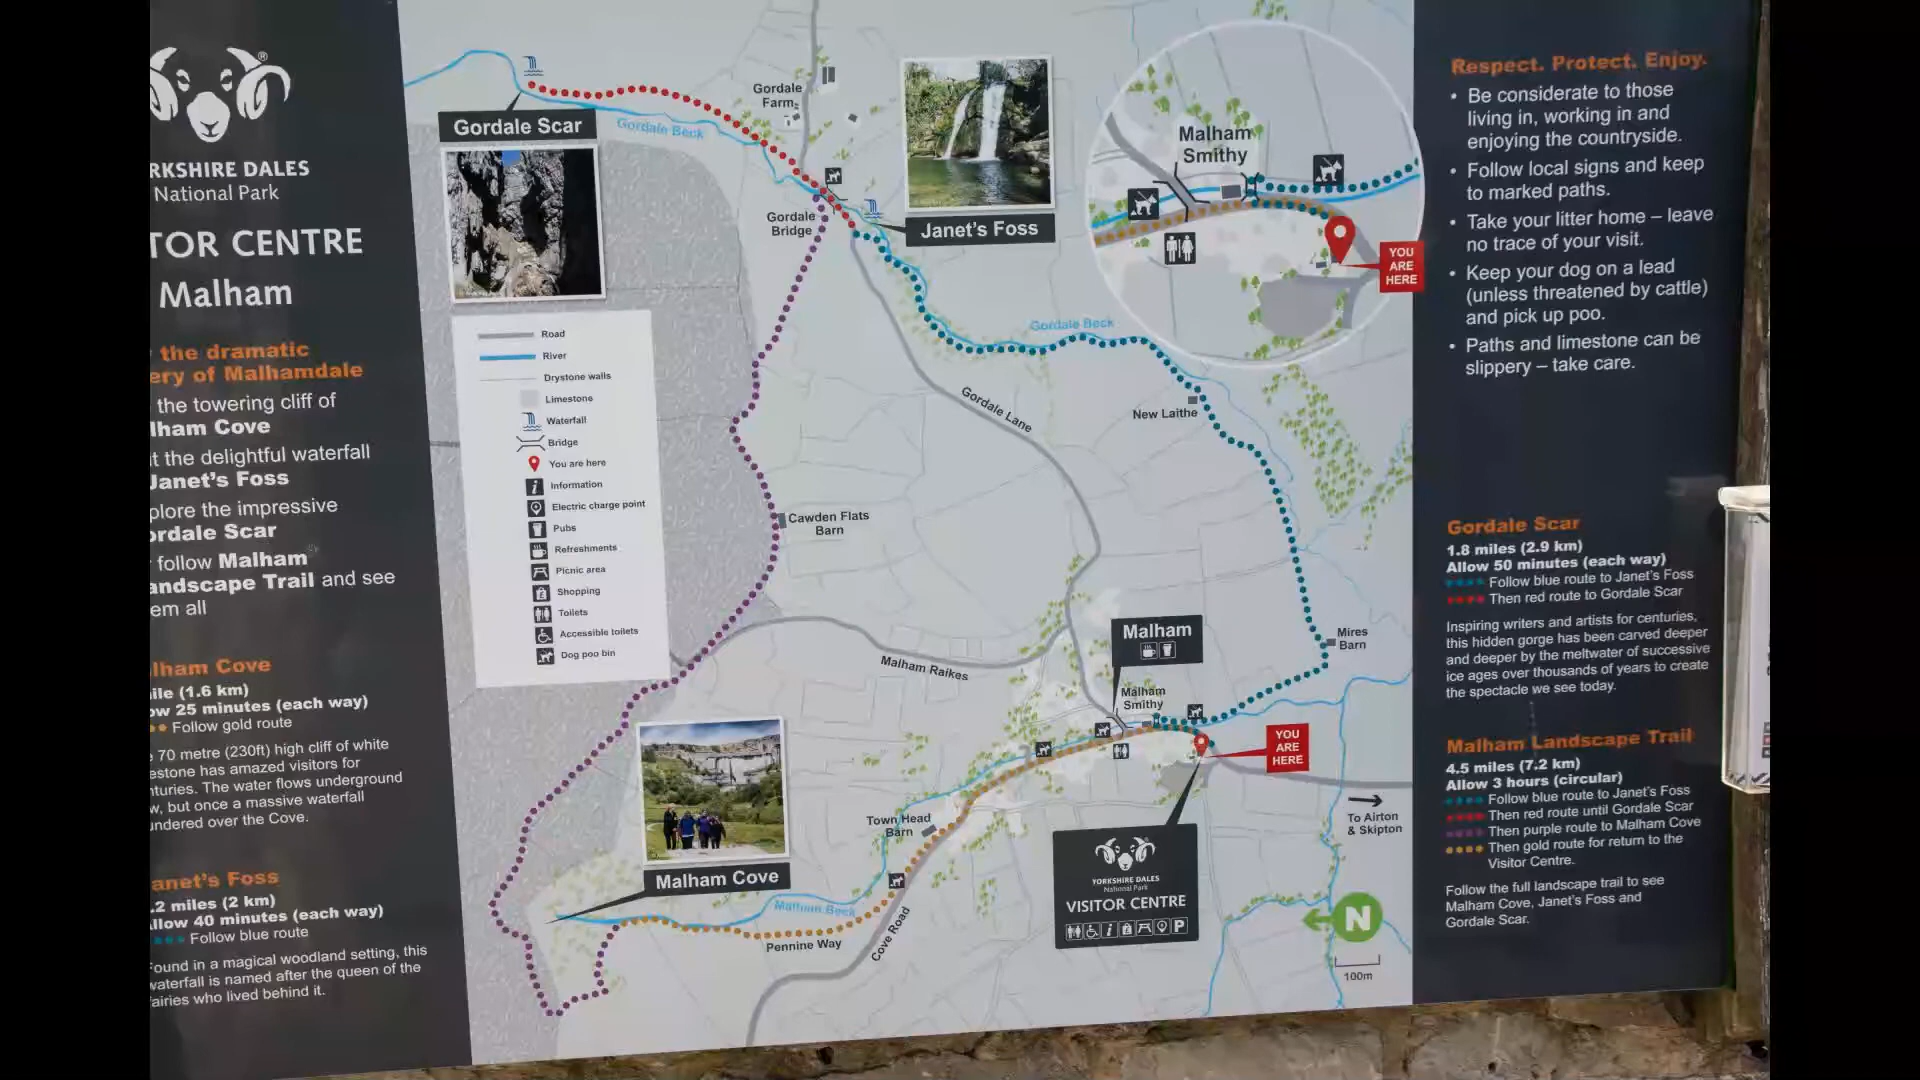 RKSHIRE DALES
National Park
TOR CENTRE
Malham
the dramatic
ery of Malhamdale
the towering cliff of
lham Cove
it the delightful waterfall
Janet's Foss
plore the impressive
ordale Scar
follow Malham
andscape Trail and see
em all
lham Cove
ile (1.6 km)
ow 25 minutes (each way)
Follow gold route
70 metre (230ft) high cliff of white
estone has amazed visitors for
nturies. The water flows underground
w, but once a massive waterfall
undered over the Cove.
anet's Foss
.2 miles (2 km)
llow 40 minutes (each way)
Follow blue route
ound in a magical woodland setting, this
waterfall is named after the queen of the
fairies who lived behind it.
Gordale Scar
Gordale Beck
Gordale
Farm
Gordale
Bridge
Janet's Foss
Malham
Smithy
YOU
ARE
HERE
Road
River
Drystone walls
Limestone
Waterfall
Bridge
You are here
Information
Electric charge point
Pubs
Refreshments
Picnic area
Shopping
Toilets
Accessible toilets
Dog poo bin
Gordale Beck
Gordale Lane
New Laithe
Cawden Flats
Barn
Malham Raikes
Malham
Mires
Barn
Malham
Smithy
YOU
ARE
HERE
To Airton
& Skipton
Town Head
Barn
Malham Cove
Malham Beck
Pennine Way
Cove Road
YORKSHIRE DALES
National Park
VISITOR CENTRE
P
N
100m
Respect. Protect. Enjoy.
• Be considerate to those
living in, working in and
enjoying the countryside.
• Follow local signs and keep
to marked paths.
• Take your litter home – leave
no trace of your visit.
• Keep your dog on a lead
(unless threatened by cattle)
and pick up poo.
• Paths and limestone can be
slippery – take care.
Gordale Scar
1.8 miles (2.9 km)
Allow 50 minutes (each way)
Follow blue route to Janet's Foss
Then red route to Gordale Scar
Inspiring writers and artists for centuries,
this hidden gorge has been carved deeper
and deeper by the meltwater of successive
ice ages over thousands of years to create
the spectacle we see today.
Malham Landscape Trail
4.5 miles (7.2 km)
Allow 3 hours (circular)
Follow blue route to Janet's Foss
Then red route until Gordale Scar
Then purple route to Malham Cove
Then gold route for return to the
Visitor Centre.
Follow the full landscape trail to see
Malham Cove, Janet's Foss and
Gordale Scar.